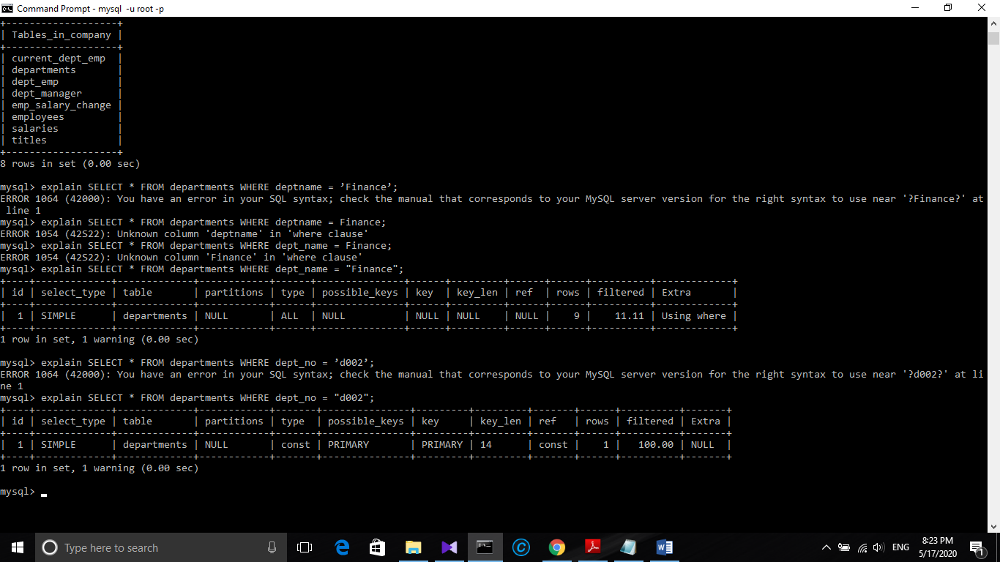 Command Prompt - mysql -u root -p
+-------------------+
| Tables_in_company |
+-------------------+
| current_dept_emp  |
| departments       |
| dept_emp          |
| dept_manager      |
| emp_salary_change |
| employees         |
| salaries          |
| titles            |
+-------------------+
8 rows in set (0.00 sec)
mysql> explain SELECT * FROM departments WHERE deptname = ’Finance’;
ERROR 1064 (42000): You have an error in your SQL syntax; check the manual that corresponds to your MySQL server version for the right syntax to use near '?Finance?' at
 line 1
mysql> explain SELECT * FROM departments WHERE deptname = Finance;
ERROR 1054 (42S22): Unknown column 'deptname' in 'where clause'
mysql> explain SELECT * FROM departments WHERE dept_name = Finance;
ERROR 1054 (42S22): Unknown column 'Finance' in 'where clause'
mysql> explain SELECT * FROM departments WHERE dept_name = "Finance";
+----+-------------+-------------+------------+------+---------------+------+---------+------+------+----------+-------------+
| id | select_type | table       | partitions | type | possible_keys | key  | key_len | ref  | rows | filtered | Extra       |
+----+-------------+-------------+------------+------+---------------+------+---------+------+------+----------+-------------+
|  1 | SIMPLE      | departments | NULL       | ALL  | NULL          | NULL | NULL    | NULL |    9 |    11.11 | Using where |
+----+-------------+-------------+------------+------+---------------+------+---------+------+------+----------+-------------+
1 row in set, 1 warning (0.00 sec)
mysql> explain SELECT * FROM departments WHERE dept_no = ’d002’;
ERROR 1064 (42000): You have an error in your SQL syntax; check the manual that corresponds to your MySQL server version for the right syntax to use near '?d002?' at li
ne 1
mysql> explain SELECT * FROM departments WHERE dept_no = "d002";
+----+-------------+-------------+------------+-------+---------------+---------+---------+-------+------+----------+-------+
| id | select_type | table       | partitions | type  | possible_keys | key     | key_len | ref   | rows | filtered | Extra |
+----+-------------+-------------+------------+-------+---------------+---------+---------+-------+------+----------+-------+
|  1 | SIMPLE      | departments | NULL       | const | PRIMARY       | PRIMARY | 14      | const |    1 |   100.00 | NULL  |
+----+-------------+-------------+------------+-------+---------------+---------+---------+-------+------+----------+-------+
1 row in set, 1 warning (0.00 sec)
mysql>
Type here to search
ENG
8:23 PM
5/17/2020
1